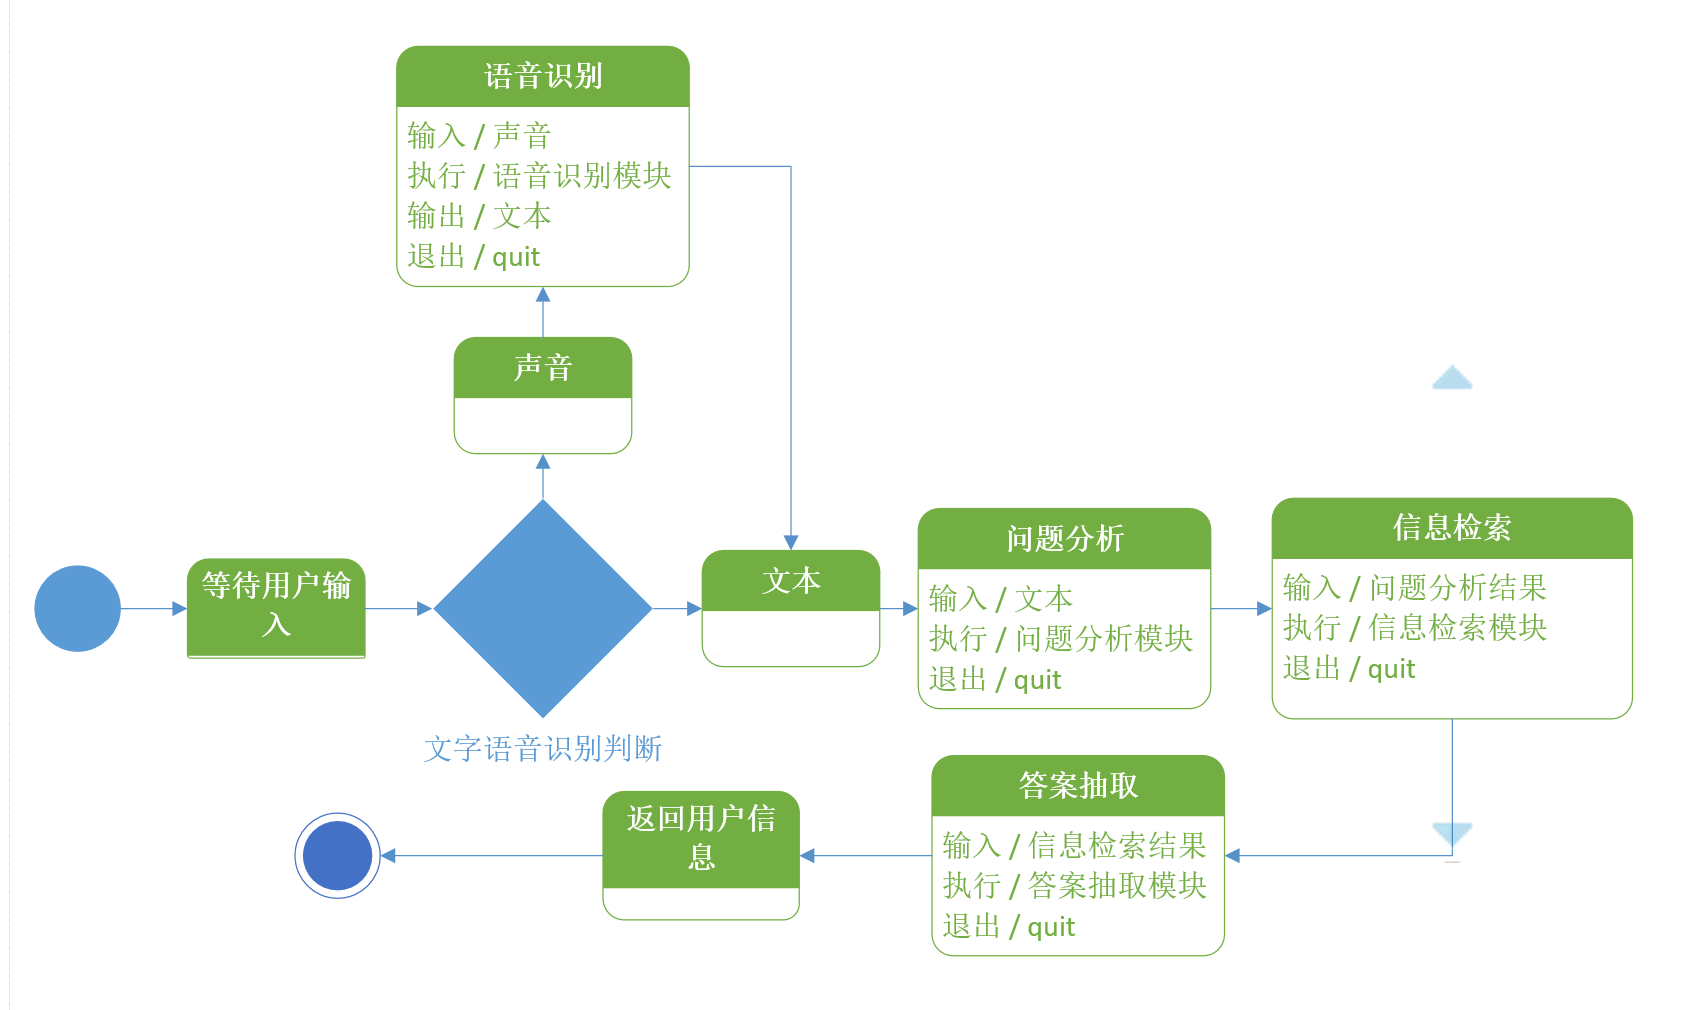 语音识别
输入 / 声音
执行 / 语音识别模块
输出 / 文本
退出 / quit
声音
等待用户输
入
文字语音识别判断
文本
问题分析
输入 / 文本
执行 / 问题分析模块
退出 / quit
信息检索
输入 / 问题分析结果
执行 / 信息检索模块
退出 / quit
答案抽取
输入 / 信息检索结果
执行 / 答案抽取模块
退出 / quit
返回用户信
息